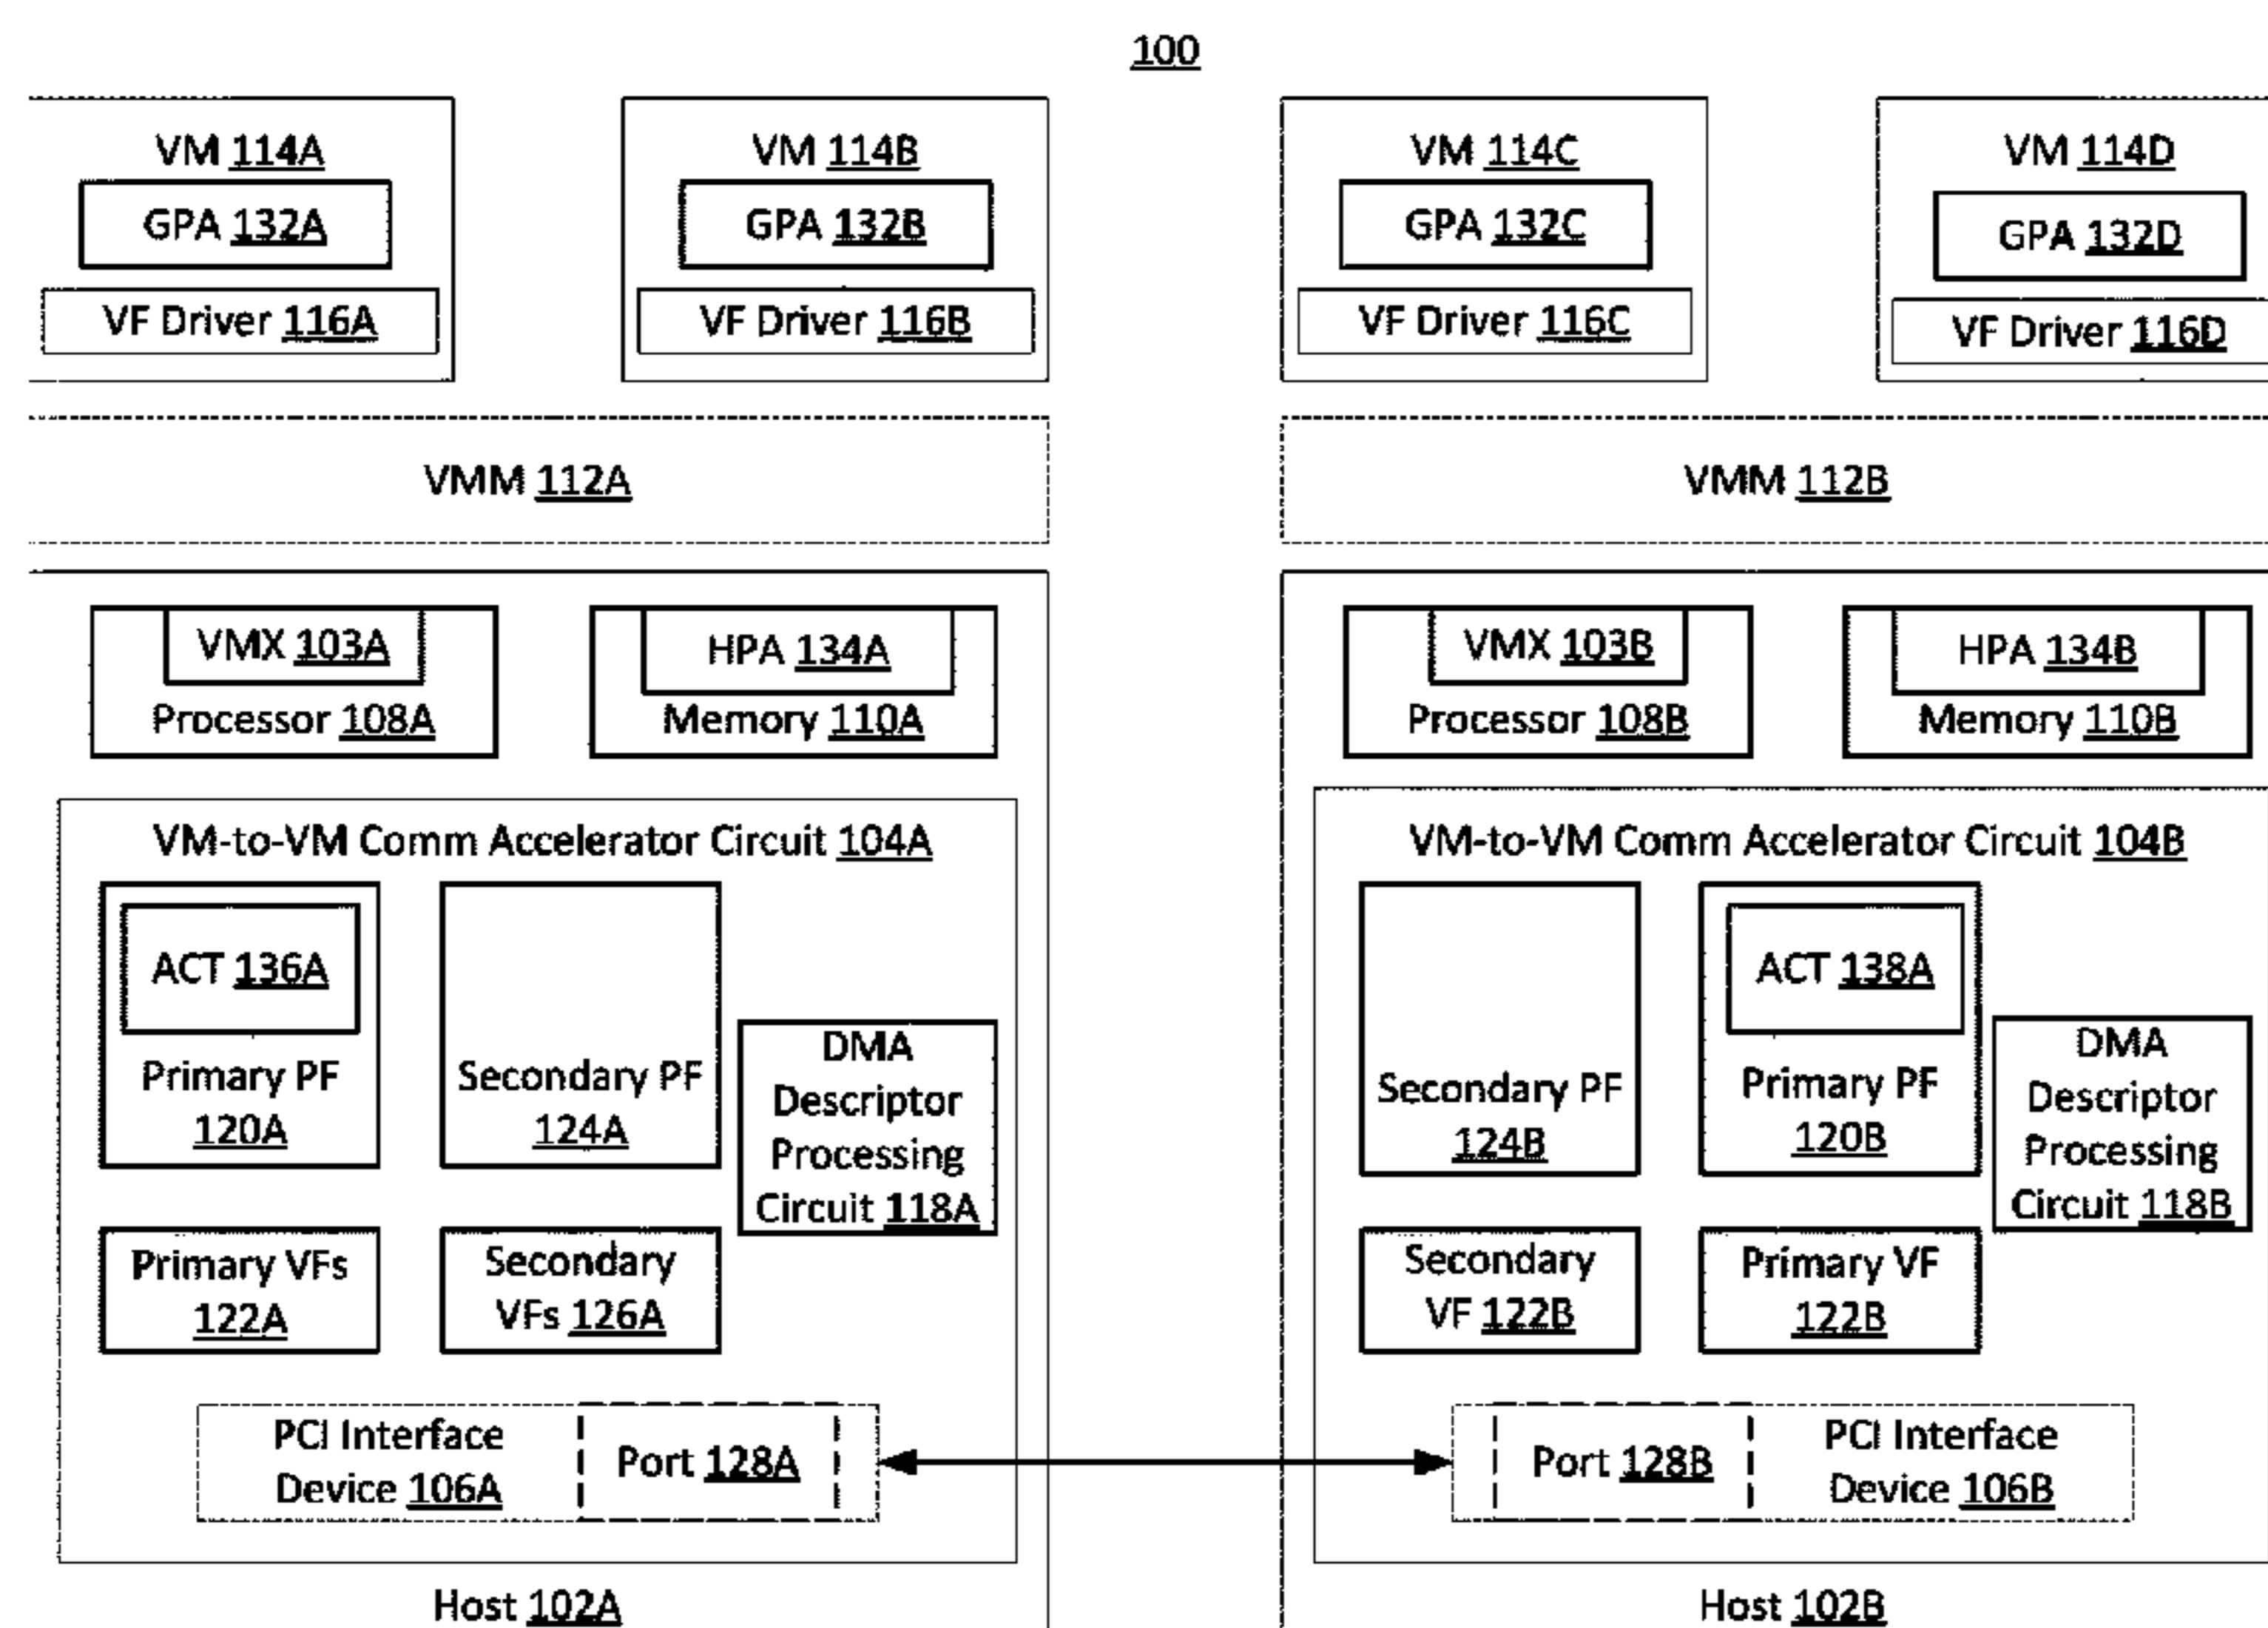 100
VM 114A
GPA 132A
VF Driver 116A
VM 114B
GPA 132B
VF Driver 116B
VM 114C
GPA 132C
VF Driver 116C
VM 114D
GPA 132D
VF Driver 116D
VMM 112A
VMM 112B
VMX 103A
Processor 108A
HPA 134A
Memory 110A
VM-to-VM Comm Accelerator Circuit 104A
ACT 136A
Primary PF
120A
Secondary PF
124A
DMA
Descriptor
Processing
Circuit 118A
Primary VFs
122A
Secondary
VFs 126A
PCI Interface
Device 106A
Port 128A
Host 102A
VMX 103B
Processor 108B
HPA 134B
Memory 110B
VM-to-VM Comm Accelerator Circuit 104B
Secondary PF
124B
ACT 138A
Primary PF
120B
DMA
Descriptor
Processing
Circuit 118B
Secondary
VF 122B
Primary VF
122B
Port 128B
PCI Interface
Device 106B
Host 102B